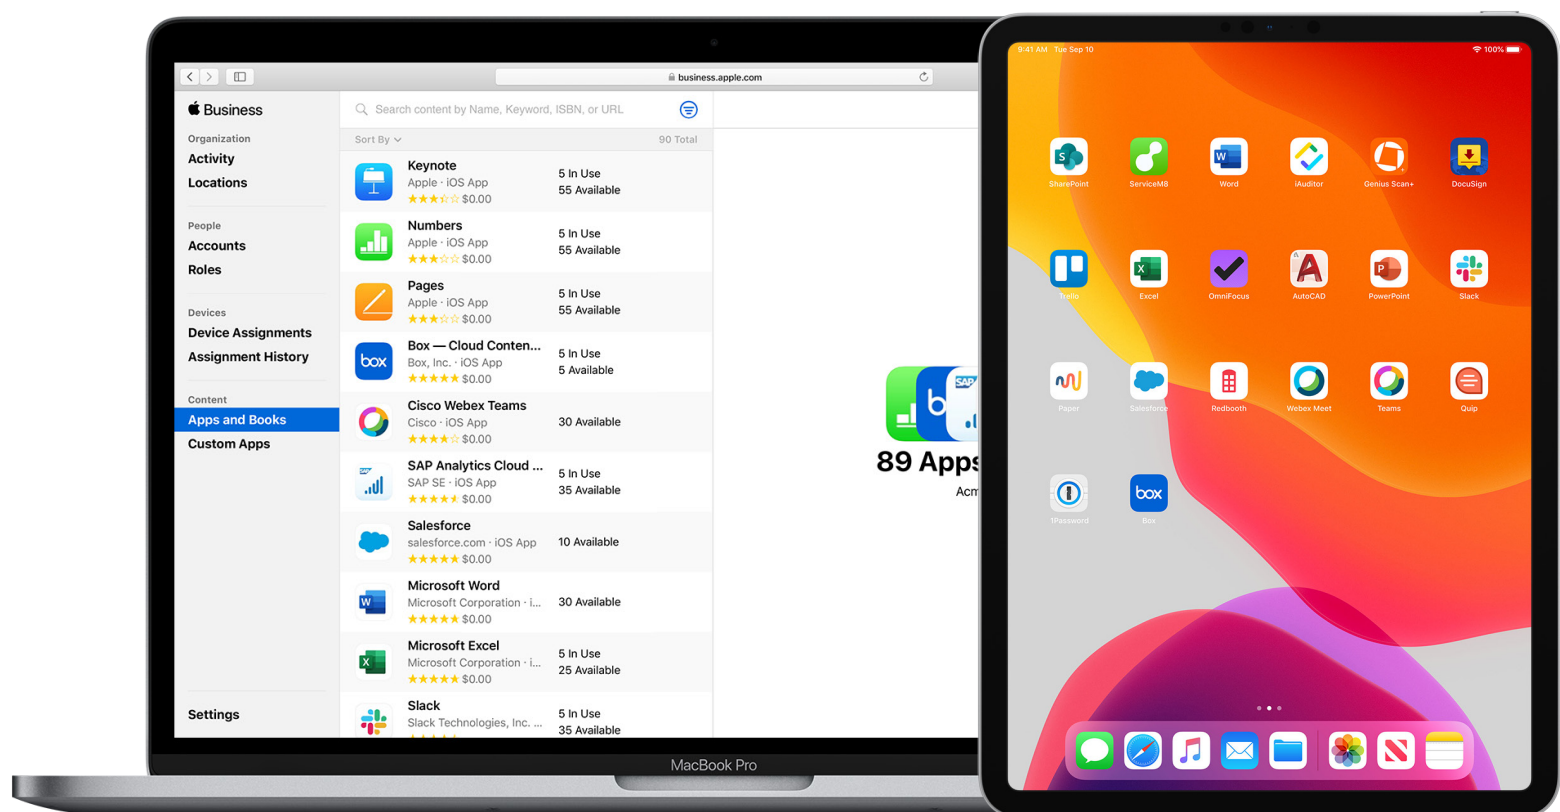 business.apple.com
Business
Organization
Activity
Locations
People
Accounts
Roles
Devices
Device Assignments
Assignment History
Content
Apps and Books
Custom Apps
Settings
Search content by Name, Keyword, ISBN, or URL
Sort By
90 Total
Keynote
Apple · iOS App
$0.00
5 In Use
55 Available
Numbers
Apple · iOS App
$0.00
5 In Use
55 Available
Pages
Apple · iOS App
$0.00
5 In Use
55 Available
box
Box — Cloud Conten...
Box, Inc. · iOS App
$0.00
5 In Use
5 Available
Cisco Webex Teams
Cisco · iOS App
$0.00
30 Available
SAP
SAP Analytics Cloud ...
SAP SE · iOS App
$0.00
5 In Use
35 Available
Salesforce
salesforce.com · iOS App
$0.00
10 Available
W
Microsoft Word
Microsoft Corporation · i...
$0.00
30 Available
X
Microsoft Excel
Microsoft Corporation · i...
$0.00
5 In Use
25 Available
Slack
Slack Technologies, Inc. ...
5 In Use
35 Available
b
SAP
89 Apps
Acm
MacBook Pro
9:41 AM Tue Sep 10
100%
S
W
SharePoint
ServiceM8
Word
iAuditor
Genius Scan+
DocuSign
X
A
P
Trello
Excel
OmniFocus
AutoCAD
PowerPoint
Slack
Paper
Salesforce
Redbooth
Webex Meet
Teams
Quip
box
1Password
Box